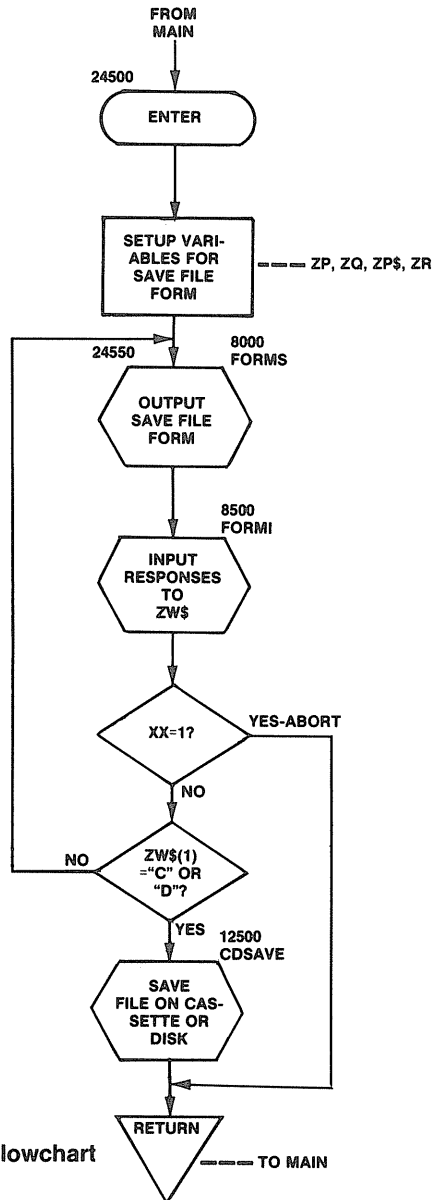 FROM
MAIN
24500
ENTER
SETUP VARI-
ABLES FOR
SAVE FILE
FORM
ZP, ZQ, ZP$, ZR
24550
8000
FORMS
OUTPUT
SAVE FILE
FORM
8500
FORMI
INPUT
RESPONSES
TO
ZW$
XX=1?
YES-ABORT
NO
ZW$(1)
="C" OR
"D"?
NO
YES
12500
CDSAVE
SAVE
FILE ON CAS-
SETTE OR
DISK
RETURN
lowchart
TO MAIN